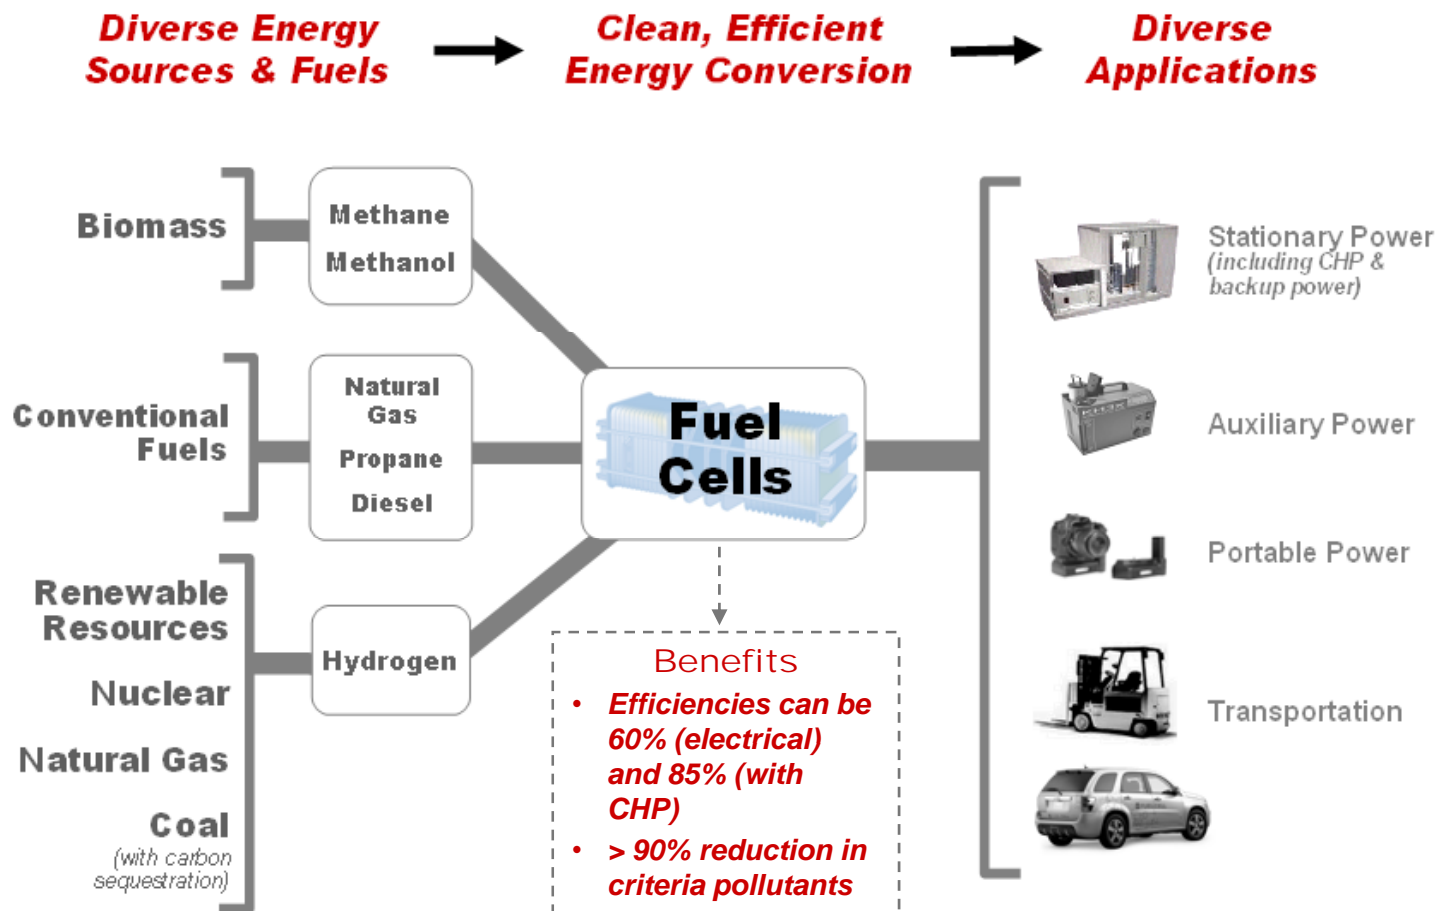 Diverse Energy
Sources & Fuels
Clean, Efficient
Energy Conversion
Diverse
Applications
Biomass
Methane
Methanol
Conventional
Fuels
Natural
Gas
Propane
Diesel
Renewable
Resources
Nuclear
Natural Gas
Coal
(with carbon
sequestration)
Hydrogen
Fuel
Cells
Benefits
• Efficiencies can be
60% (electrical)
and 85% (with
CHP)
• > 90% reduction in
criteria pollutants
Stationary Power
(including CHP &
backup power)
Auxiliary Power
Portable Power
Transportation